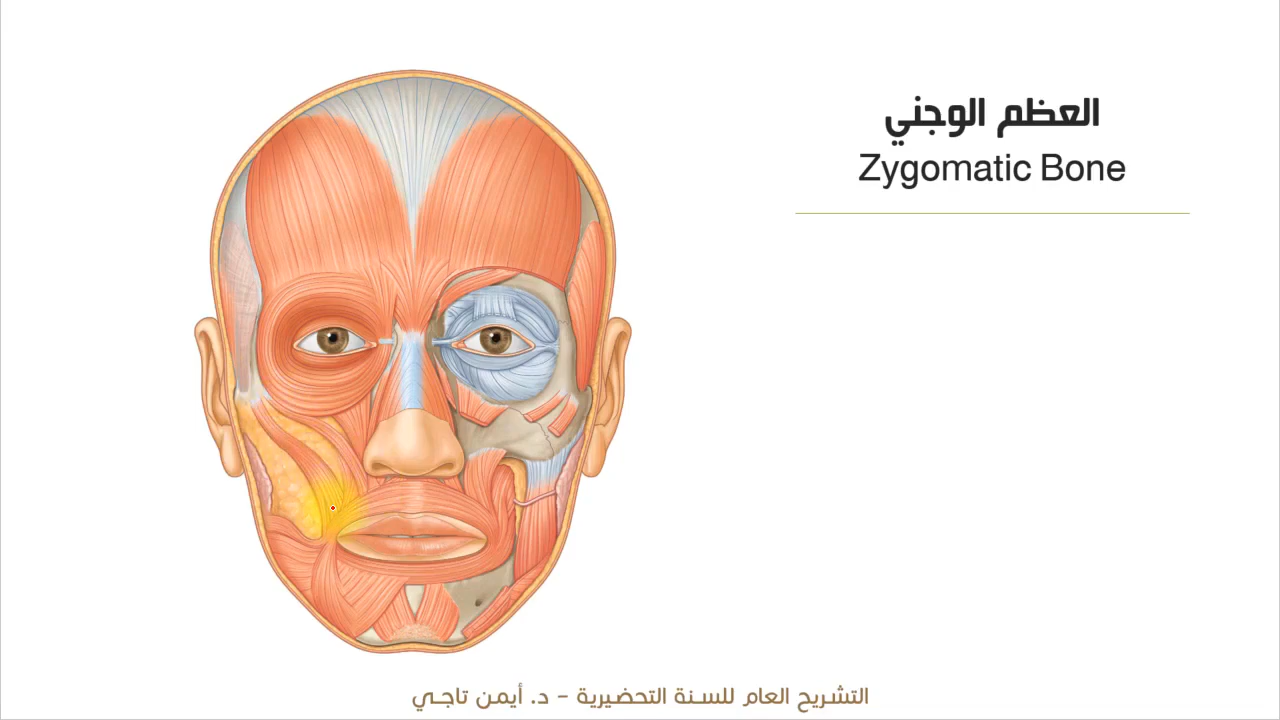 العظم الوجني
Zygomatic Bone
التشريح العام للسنة التحضيرية - د. أيمن تاجي